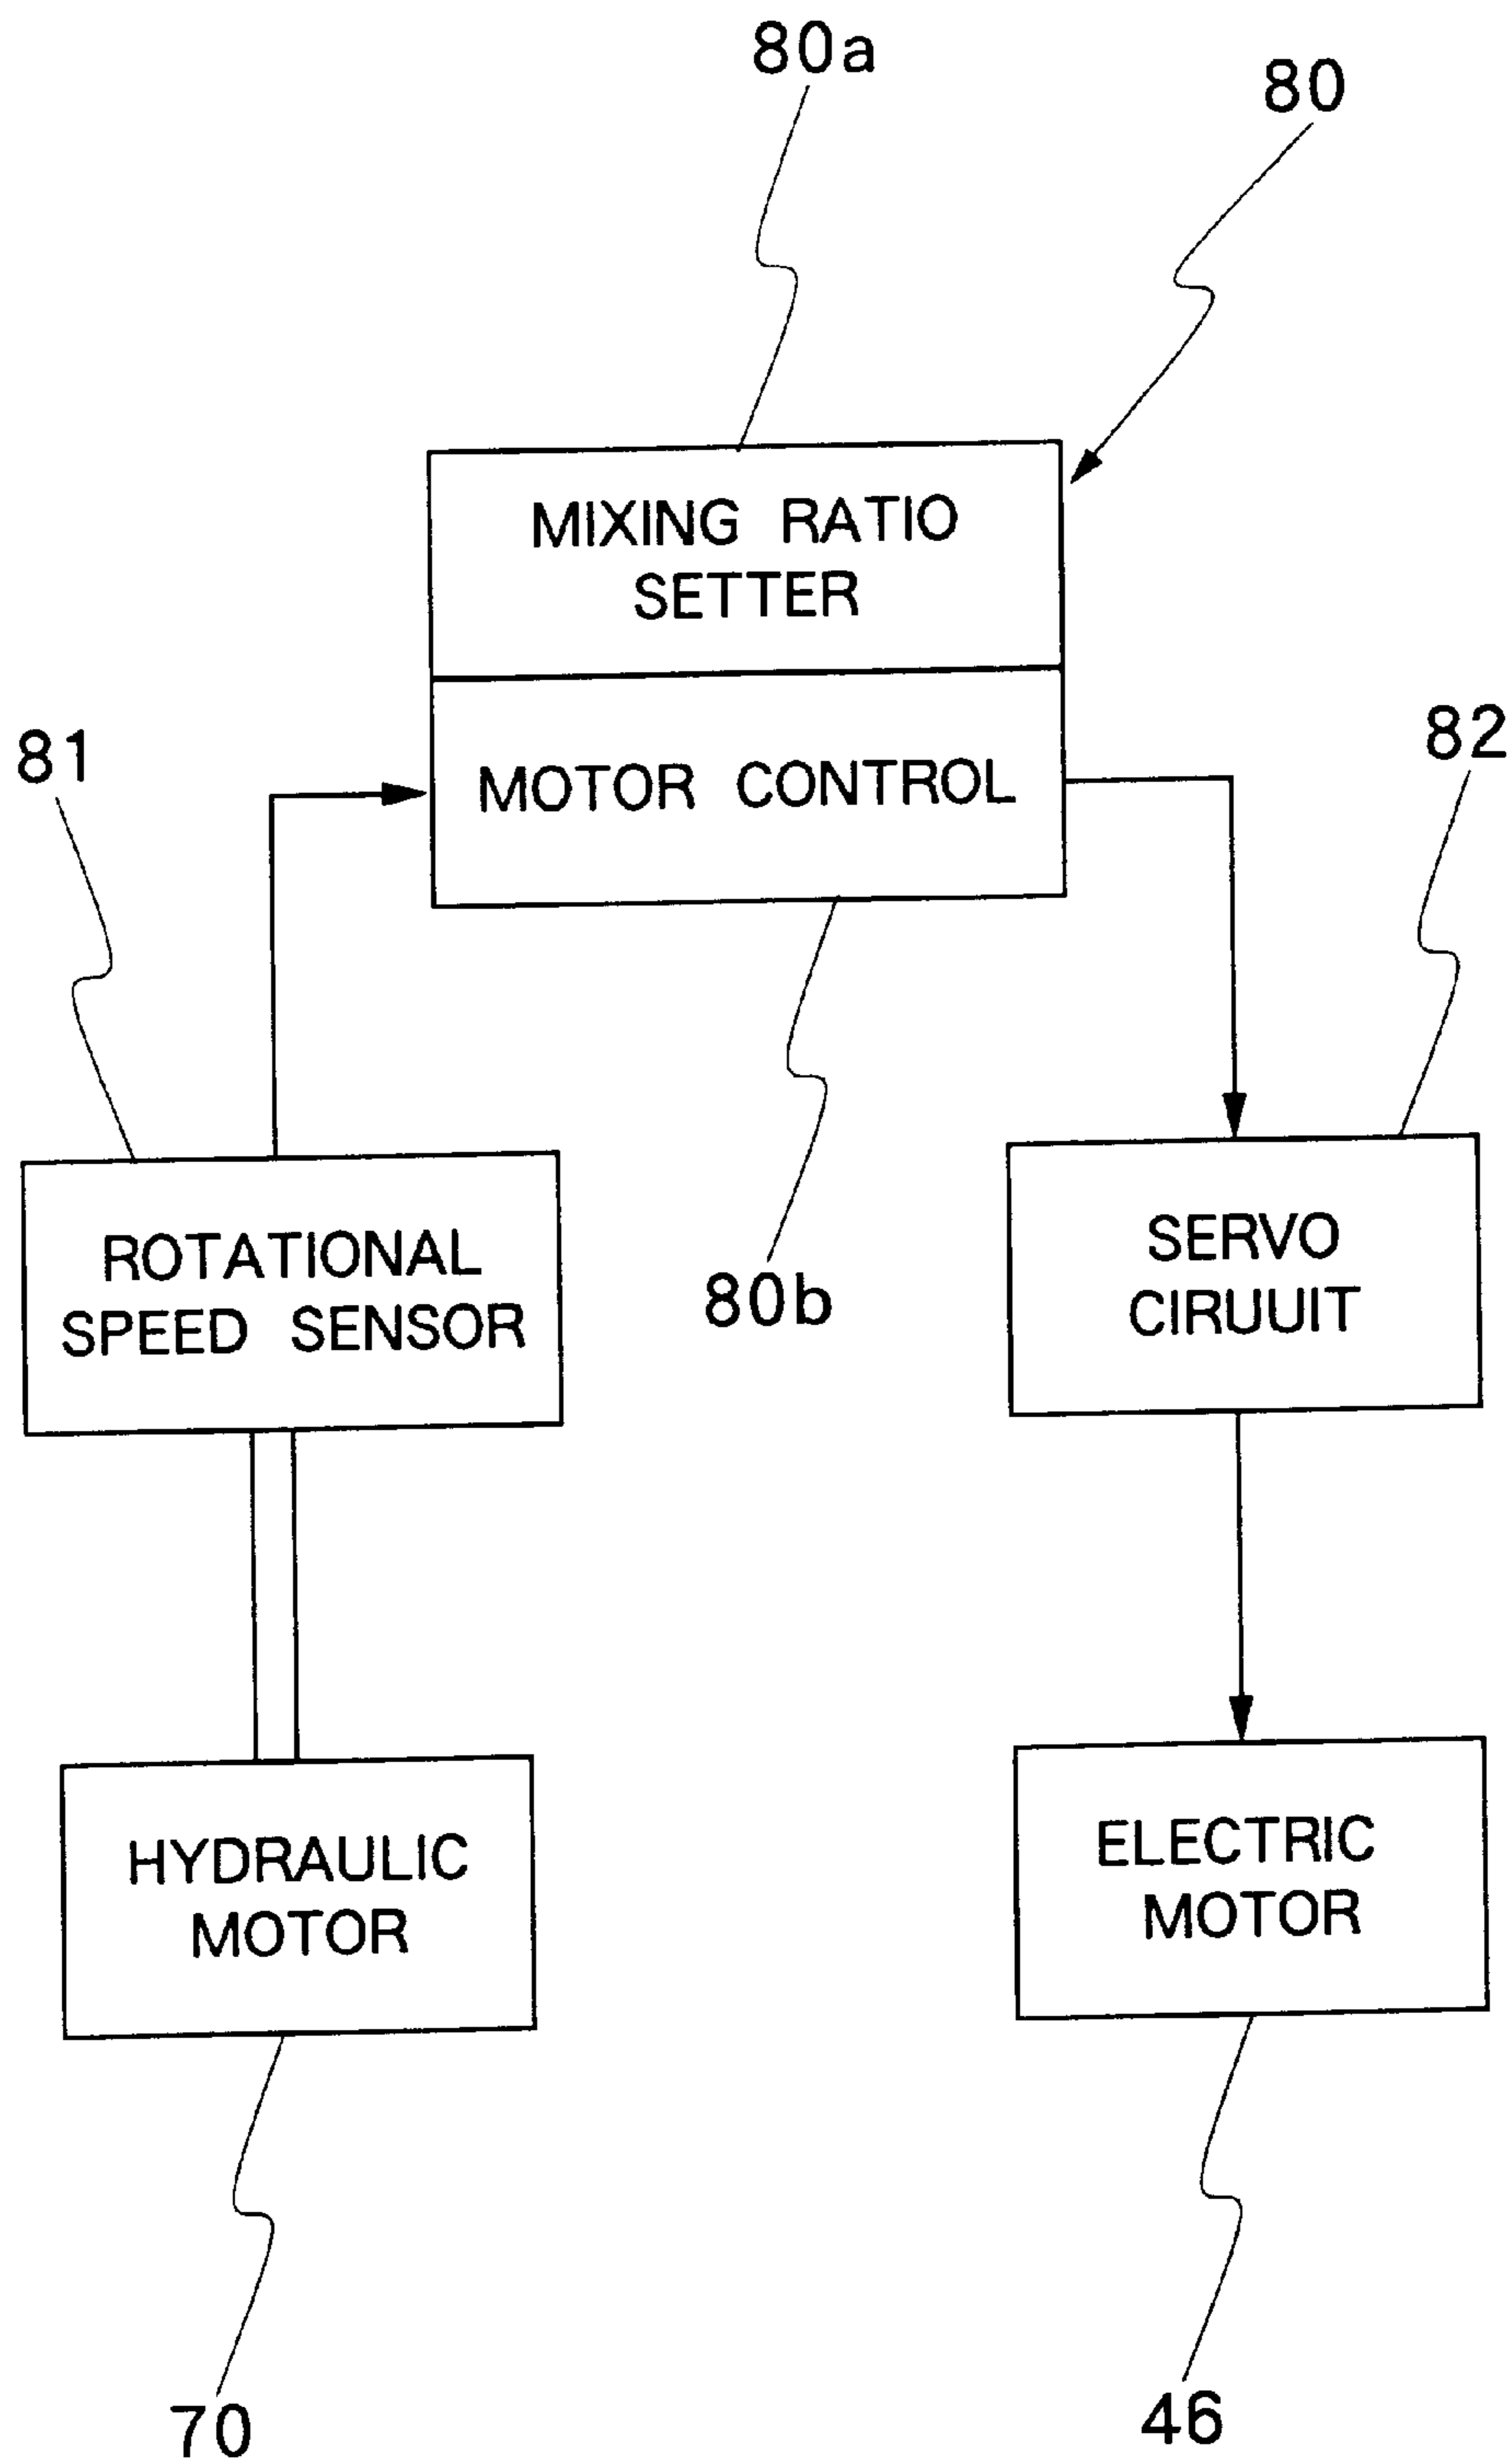 80a
80
MIXING RATIO
SETTER
81
82
MOTOR CONTROL
ROTATIONAL
SPEED SENSOR
80b
SERVO
CIRUUIT
HYDRAULIC
MOTOR
ELECTRIC
MOTOR
70
46